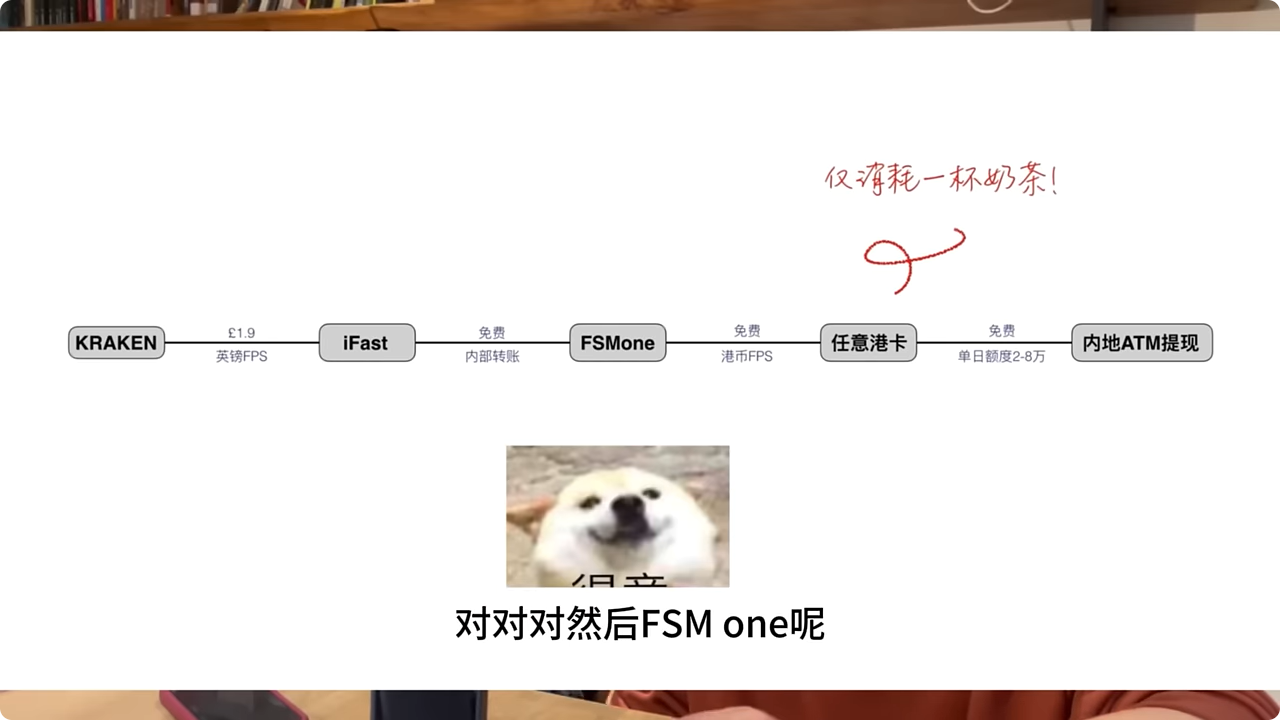 仅消耗一杯奶茶！
£1.9
免费
免费
免费
KRAKEN
iFast
FSMone
任意港卡
内地ATM提现
英镑FPS
内部转账
港币FPS
单日额度2-8万
得意
对对对然后FSM one呢